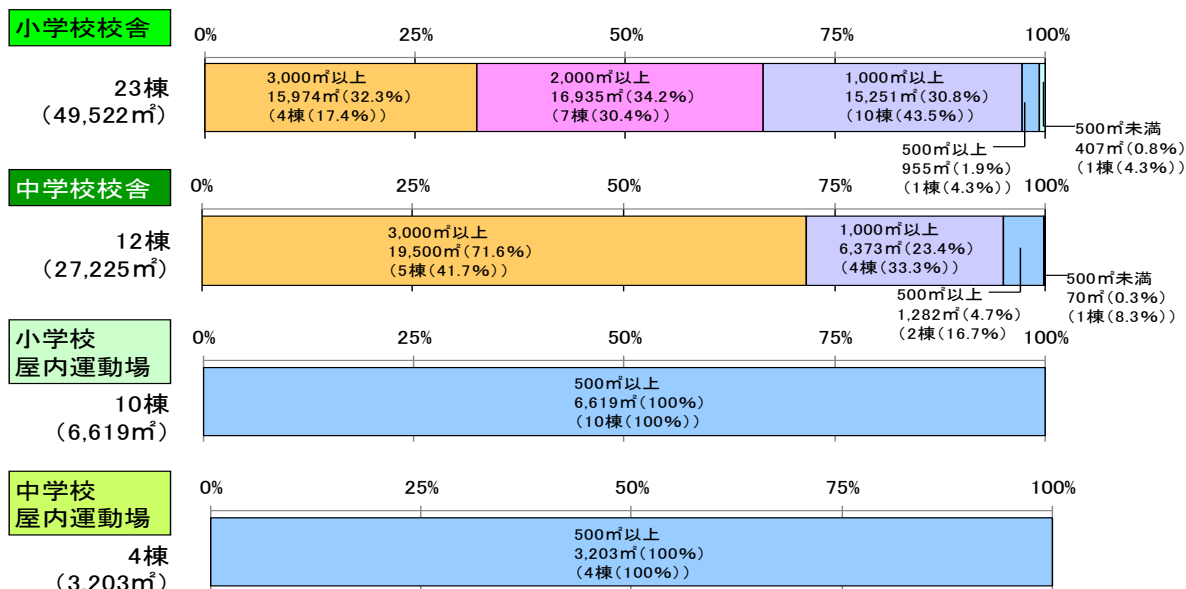 小学校校舎
0% 25% 50% 75% 100%
23棟
(49,522㎡)
3,000㎡以上
15,974㎡(32.3%)
(4棟(17.4%))
2,000㎡以上
16,935㎡(34.2%)
(7棟(30.4%))
1,000㎡以上
15,251㎡(30.8%)
(10棟(43.5%))
500㎡以上
955㎡(1.9%)
(1棟(4.3%))
500㎡未満
407㎡(0.8%)
(1棟(4.3%))
中学校校舎
0% 25% 50% 75% 100%
12棟
(27,225㎡)
3,000㎡以上
19,500㎡(71.6%)
(5棟(41.7%))
1,000㎡以上
6,373㎡(23.4%)
(4棟(33.3%))
500㎡以上
1,282㎡(4.7%)
(2棟(16.7%)
500㎡未満
70㎡(0.3%)
(1棟(8.3%))
小学校
屋内運動場
0% 25% 50% 75% 100%
10棟
(6,619㎡)
500㎡以上
6,619㎡(100%)
(10棟(100%))
中学校
屋内運動場
0% 25% 50% 75% 100%
4棟
(3,203㎡)
500㎡以上
3,203㎡(100%)
(4棟(100%))